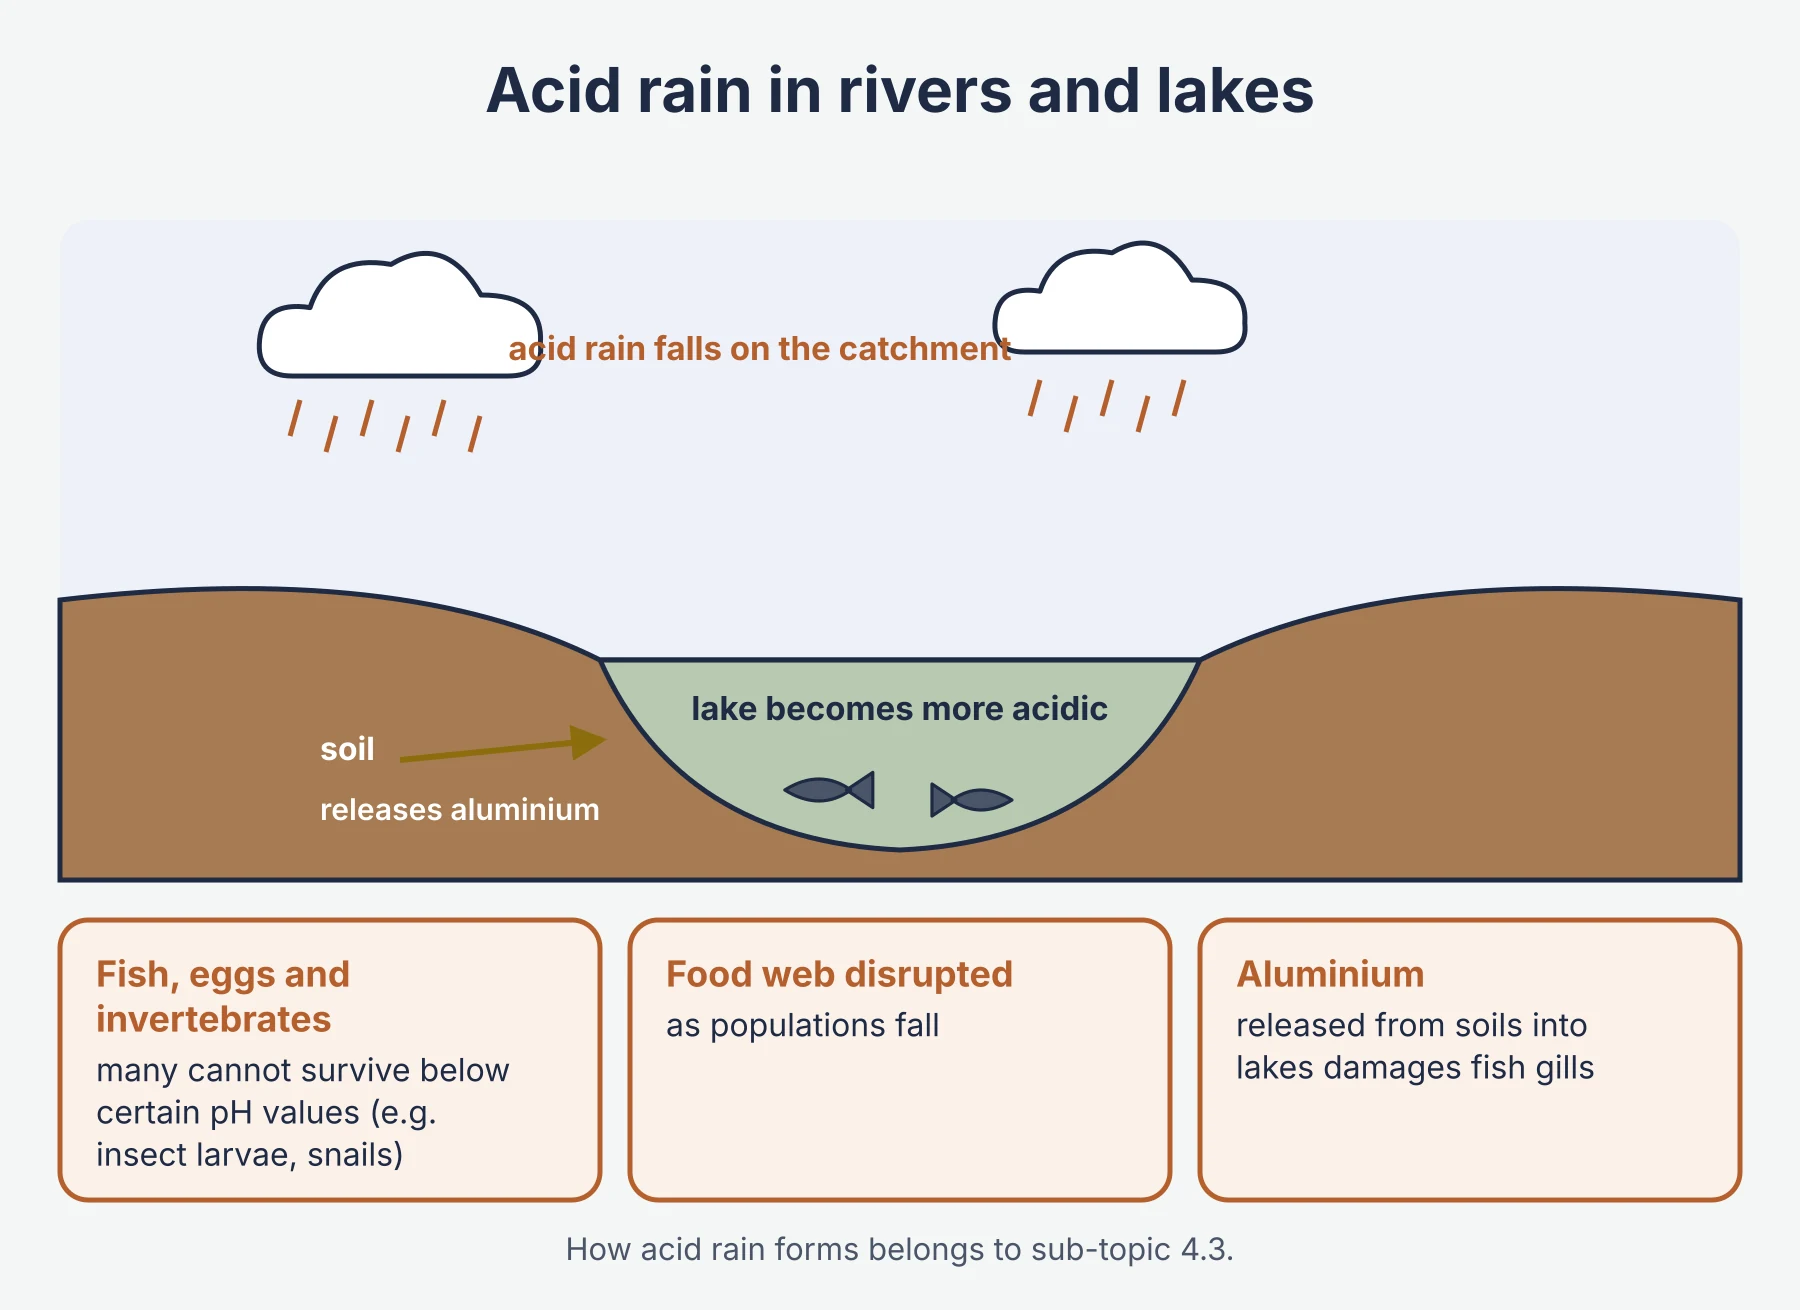 Acid rain in rivers and lakes
acid rain falls on the catchment
lake becomes more acidic
soil
releases aluminium
Fish, eggs and
invertebrates
many cannot survive below
certain pH values (e.g.
insect larvae, snails)
Food web disrupted
as populations fall
Aluminium
released from soils into
lakes damages fish gills
How acid rain forms belongs to sub-topic 4.3.